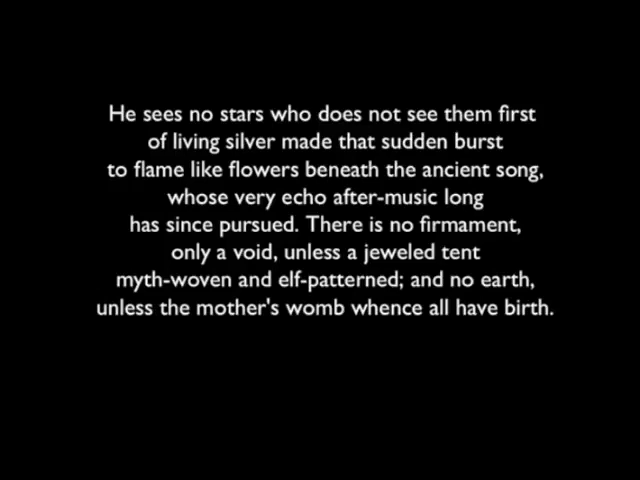 He sees no stars who does not see them first
of living silver made that sudden burst
to flame like flowers beneath the ancient song,
whose very echo after-music long
has since pursued. There is no firmament,
only a void, unless a jeweled tent
myth-woven and elf-patterned; and no earth,
unless the mother's womb whence all have birth.